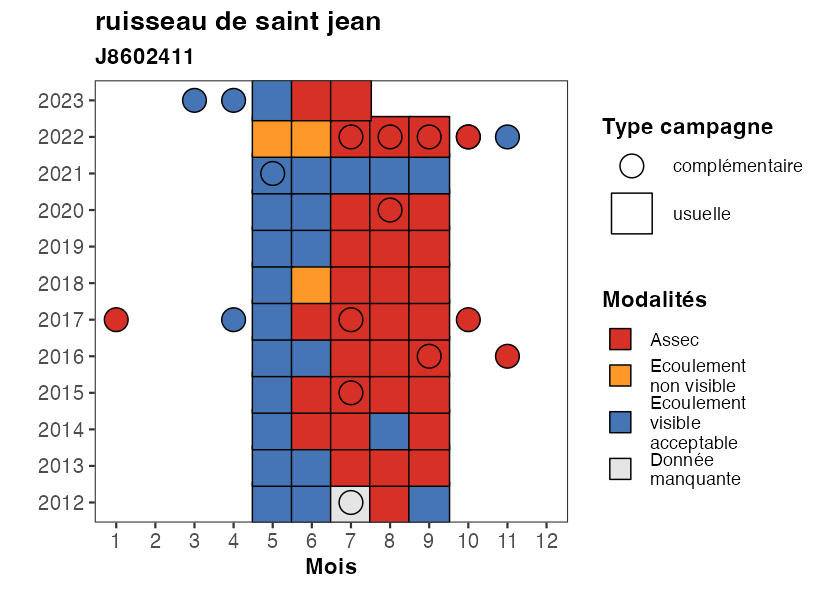 ruisseau de saint jean
J8602411
2023
2022
2021
2020
2019
2018
2017
2016
2015
2014
2013
2012
1 2 3 4 5 6 7 8 9 10 11 12
Mois
Type campagne
complémentaire
usuelle
Modalités
Assec
Ecoulement
non visible
Ecoulement
visible
acceptable
Donnée
manquante